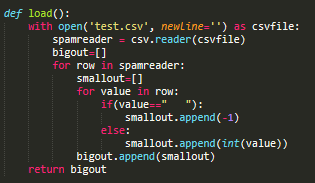 def load():
    with open('test.csv', newline='') as csvfile:
        spamreader = csv.reader(csvfile)
        bigout=[]
        for row in spamreader:
            smallout=[]
            for value in row:
                if(value=="   "):
                    smallout.append(-1)
                else:
                    smallout.append(int(value))
            bigout.append(smallout)
    return bigout